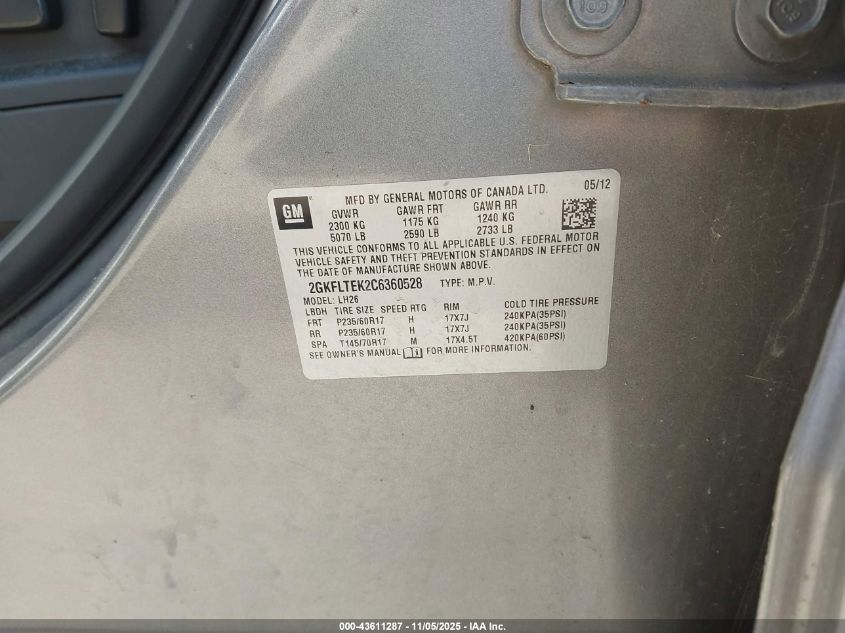 109
109
GM
MFD BY GENERAL MOTORS OF CANADA LTD.
05/12
GVWR GAWR FRT GAWR RR
2300 KG 1175 KG 1240 KG
5070 LB 2590 LB 2733 LB
THIS VEHICLE CONFORMS TO ALL APPLICABLE U.S. FEDERAL MOTOR
VEHICLE SAFETY AND THEFT PREVENTION STANDARDS IN EFFECT ON
THE DATE OF MANUFACTURE SHOWN ABOVE.
2GKFLTEK2C6360528 TYPE: M.P.V.
MODEL: LH26
LBDH TIRE SIZE SPEED RTG RIM COLD TIRE PRESSURE
FRT P235/60R17 H 17X7J 240KPA(35PSI)
RR P235/60R17 H 17X7J 240KPA(35PSI)
SPA T145/70R17 M 17X4.5T 420KPA(60PSI)
SEE OWNER'S MANUAL FOR MORE INFORMATION.
000-43611287 - 11/05/2025 - IAA Inc.